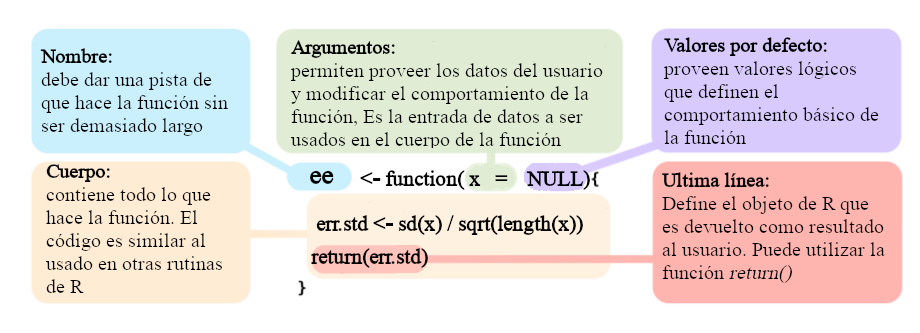 Nombre:
debe dar una pista de
que hace la función sin
ser demasiado largo
Argumentos:
permiten proveer los datos del usuario
y modificar el comportamiento de la
función, Es la entrada de datos a ser
usados en el cuerpo de la función
Valores por defecto:
proveen valores lógicos
que definen el
comportamiento básico de
la función
ee <- function( x = NULL){
err.std <- sd(x) / sqrt(length(x))
return(err.std)
}
Cuerpo:
contiene todo lo que
hace la función. El
código es similar al
usado en otras rutinas
de R
Ultima línea:
Define el objeto de R que
es devuelto como resultado
al usuario. Puede utilizar la
función return()